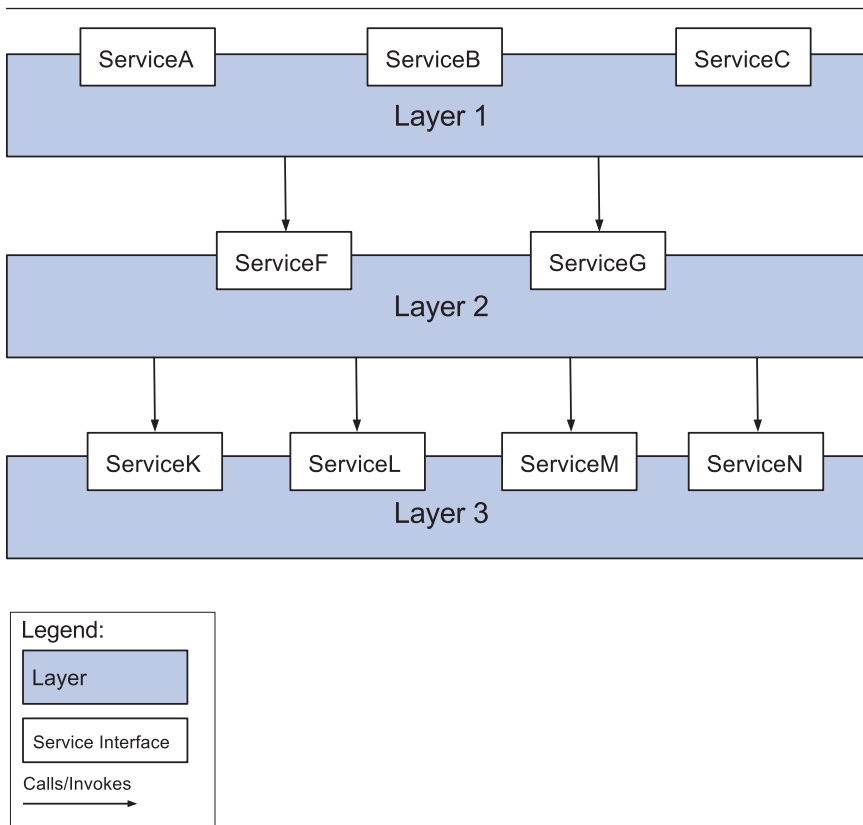 ServiceA
ServiceB
ServiceC
Layer 1
ServiceF
ServiceG
Layer 2
ServiceK
ServiceL
ServiceM
ServiceN
Layer 3
Legend:
Layer
Service Interface
Calls/Invokes